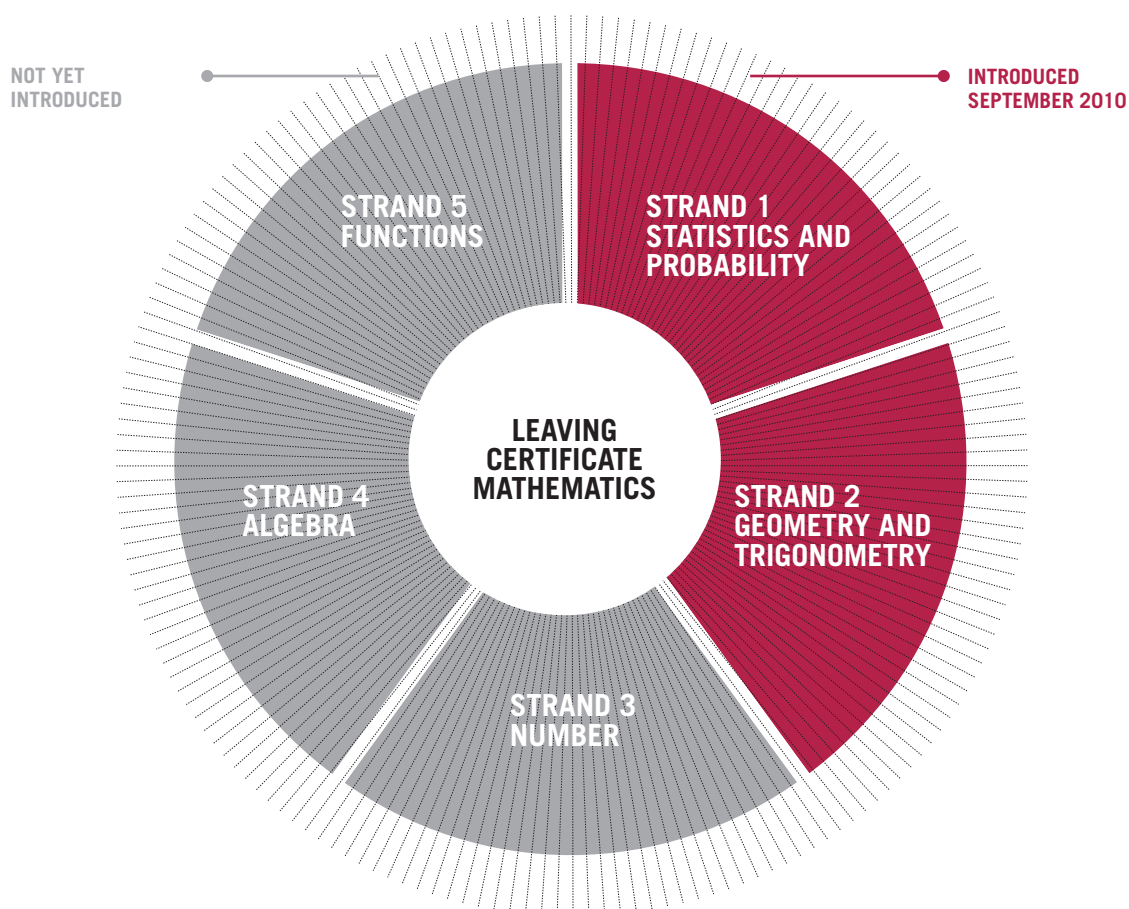 NOT YET
INTRODUCED
INTRODUCED
SEPTEMBER 2010
STRAND 5
FUNCTIONS
STRAND 1
STATISTICS AND
PROBABILITY
LEAVING
CERTIFICATE
MATHEMATICS
STRAND 4
ALGEBRA
STRAND 2
GEOMETRY AND
TRIGONOMETRY
STRAND 3
NUMBER